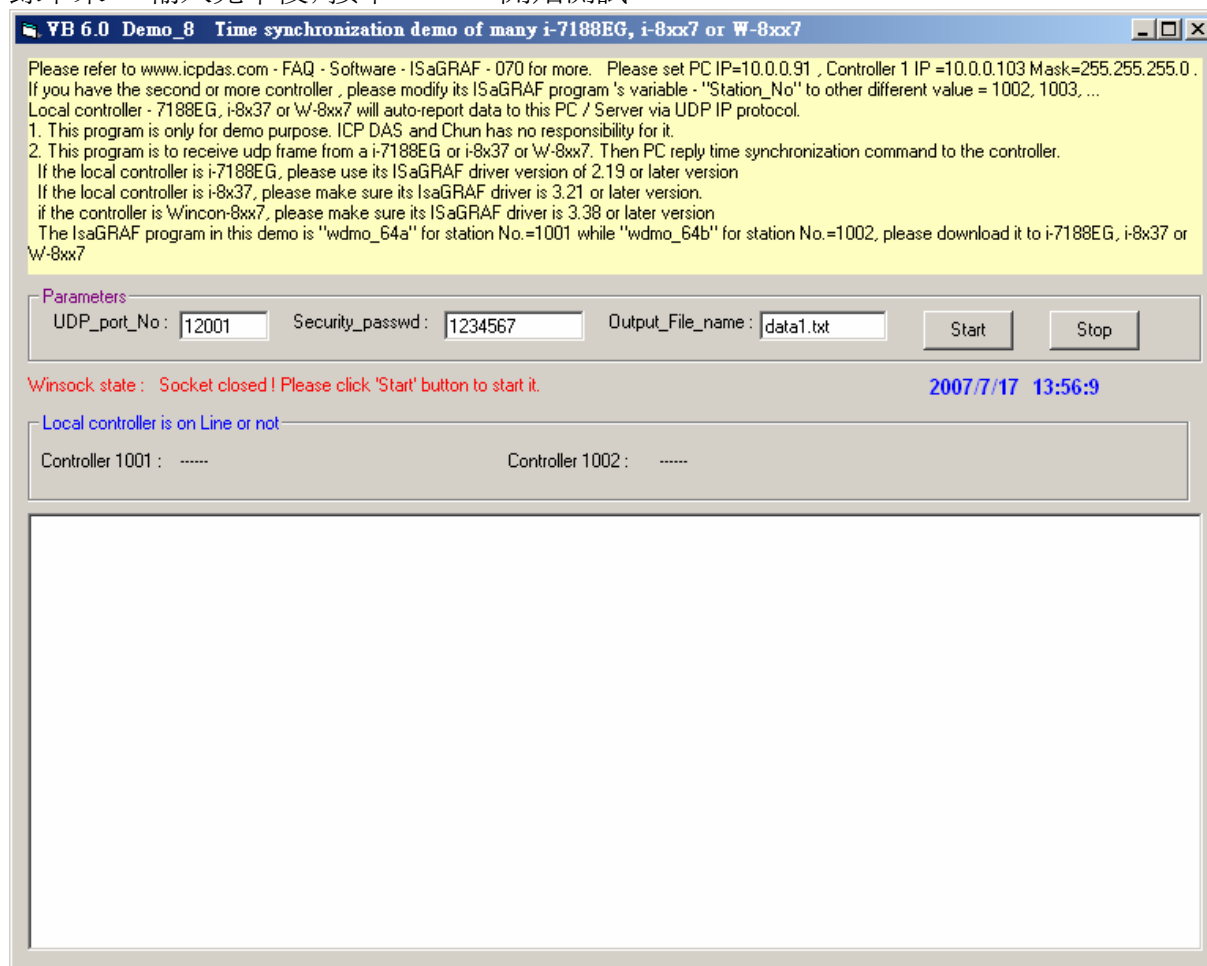 VB 6.0 Demo_8 Time synchronization demo of many i-7188EG, i-8xx7 or W-8xx7
Please refer to www.icpdas.com - FAQ - Software - ISaGRAF - 070 for more. Please set PC IP=10.0.0.91 , Controller 1 IP =10.0.0.103 Mask=255.255.255.0 .
If you have the second or more controller , please modify its ISaGRAF program 's variable - "Station_No" to other different value = 1002, 1003, ...
Local controller - 7188EG, i-8x37 or W-8xx7 will auto-report data to this PC / Server via UDP IP protocol.
1. This program is only for demo purpose. ICP DAS and Chun has no responsibility for it.
2. This program is to receive udp frame from a i-7188EG or i-8x37 or W-8xx7. Then PC reply time synchronization command to the controller.
If the local controller is i-7188EG, please use its ISaGRAF driver version of 2.19 or later version
If the local controller is i-8x37, please make sure its IsaGRAF driver is 3.21 or later version.
if the controller is Wincon-8xx7, please make sure its ISaGRAF driver is 3.38 or later version
The IsaGRAF program in this demo is "wdmo_64a" for station No.=1001 while "wdmo_64b" for station No.=1002, please download it to i-7188EG, i-8x37 or
W-8xx7
Parameters
UDP_port_No : 12001 Security_passwd : 1234567 Output_File_name : data1.txt Start Stop
Winsock state : Socket closed ! Please click 'Start' button to start it. 2007/7/17 13:56:9
Local controller is on Line or not
Controller 1001 : ------ Controller 1002 : ------